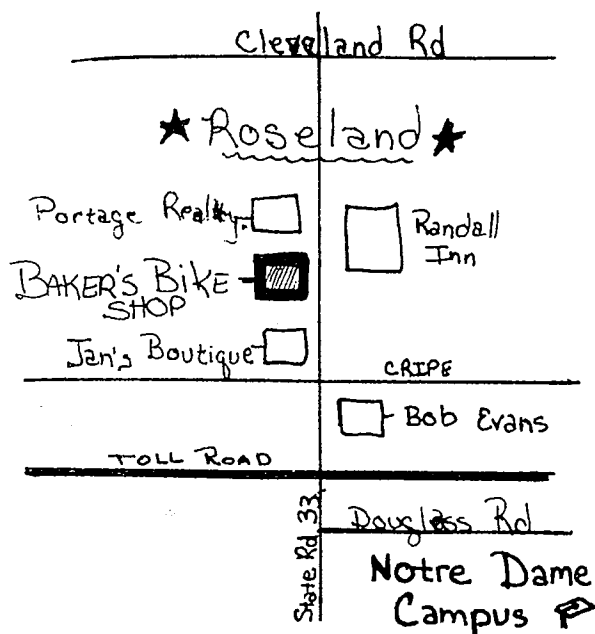 Cleveland Rd
★ Roseland ★
Portage Realty.
Randall
Inn
BAKER'S BIKE
SHOP
Jan's Boutique
CRIPE
Bob Evans
TOLL ROAD
State Rd 33
Douglass Rd
Notre Dame
Campus